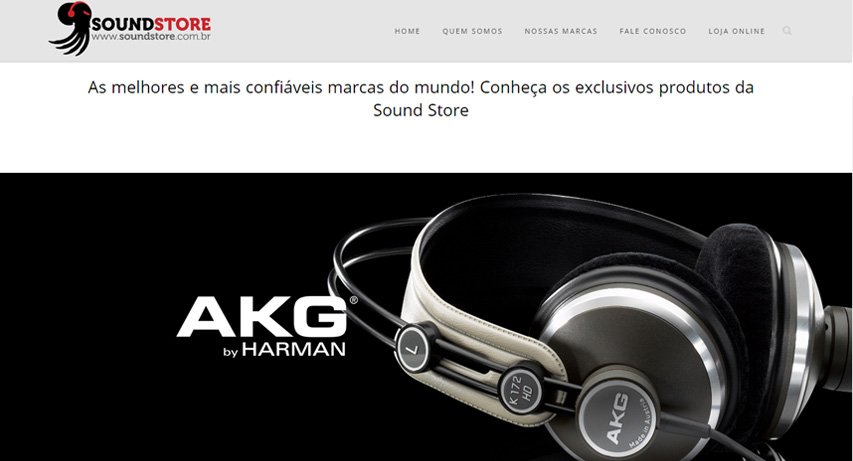 SOUNDSTORE
www.soundstore.com.br
HOME QUEM SOMOS NOSSAS MARCAS FALE CONOSCO LOJA ONLINE
As melhores e mais confiáveis marcas do mundo! Conheça os exclusivos produtos da
Sound Store
AKG®
by HARMAN
L
K 172
HD
AKG
Made in Austria